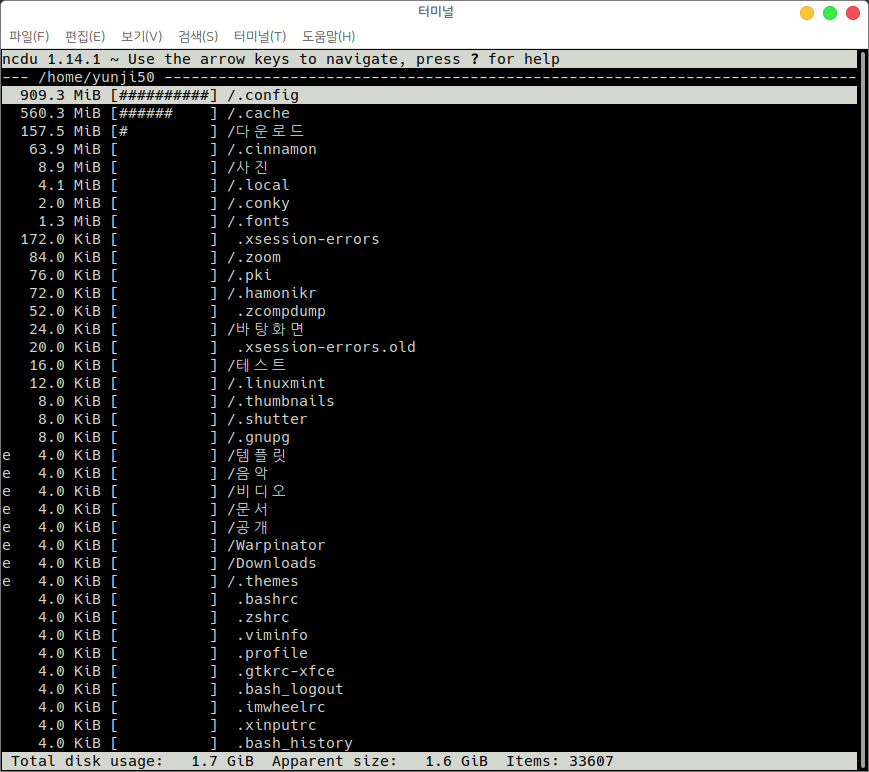 터미널
파일(F) 편집(E) 보기(V) 검색(S) 터미널(T) 도움말(H)
ncdu 1.14.1 ~ Use the arrow keys to navigate, press ? for help
--- /home/yunji50 -----------------------------------------------------------------------------
  909.3 MiB [##########] /.config
  560.3 MiB [######    ] /.cache
  157.5 MiB [#         ] /다운로드
   63.9 MiB [          ] /.cinnamon
    8.9 MiB [          ] /사진
    4.1 MiB [          ] /.local
    2.0 MiB [          ] /.conky
    1.3 MiB [          ] /.fonts
  172.0 KiB [          ]  .xsession-errors
   84.0 KiB [          ] /.zoom
   76.0 KiB [          ] /.pki
   72.0 KiB [          ] /.hamonikr
   52.0 KiB [          ]  .zcompdump
   24.0 KiB [          ] /바탕화면
   20.0 KiB [          ]  .xsession-errors.old
   16.0 KiB [          ] /테스트
   12.0 KiB [          ] /.linuxmint
    8.0 KiB [          ] /.thumbnails
    8.0 KiB [          ] /.shutter
    8.0 KiB [          ] /.gnupg
e   4.0 KiB [          ] /템플릿
e   4.0 KiB [          ] /음악
e   4.0 KiB [          ] /비디오
e   4.0 KiB [          ] /문서
e   4.0 KiB [          ] /공개
e   4.0 KiB [          ] /Warpinator
e   4.0 KiB [          ] /Downloads
e   4.0 KiB [          ] /.themes
    4.0 KiB [          ]  .bashrc
    4.0 KiB [          ]  .zshrc
    4.0 KiB [          ]  .viminfo
    4.0 KiB [          ]  .profile
    4.0 KiB [          ]  .gtkrc-xfce
    4.0 KiB [          ]  .bash_logout
    4.0 KiB [          ]  .imwheelrc
    4.0 KiB [          ]  .xinputrc
    4.0 KiB [          ]  .bash_history
 Total disk usage:   1.7 GiB  Apparent size:   1.6 GiB  Items: 33607